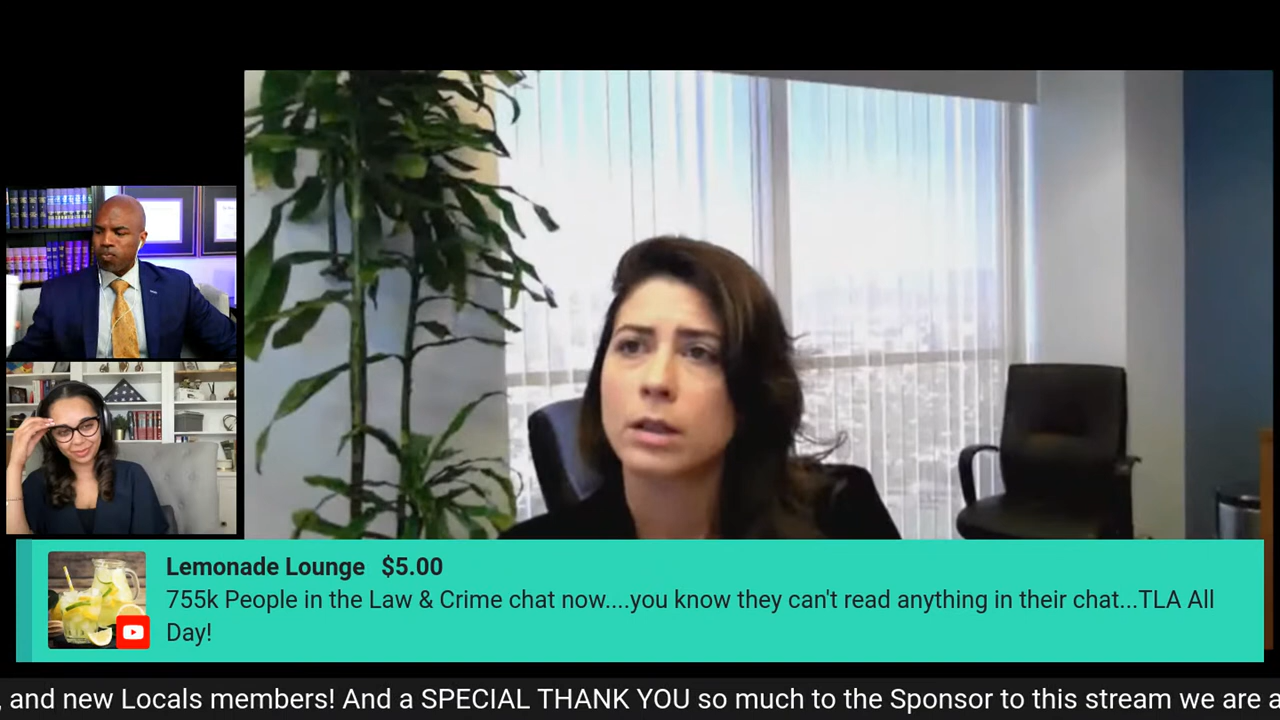 Lemonade Lounge $5.00
755k People in the Law & Crime chat now....you know they can't read anything in their chat...TLA All
Day!
, and new Locals members! And a SPECIAL THANK YOU so much to the Sponsor to this stream we are a